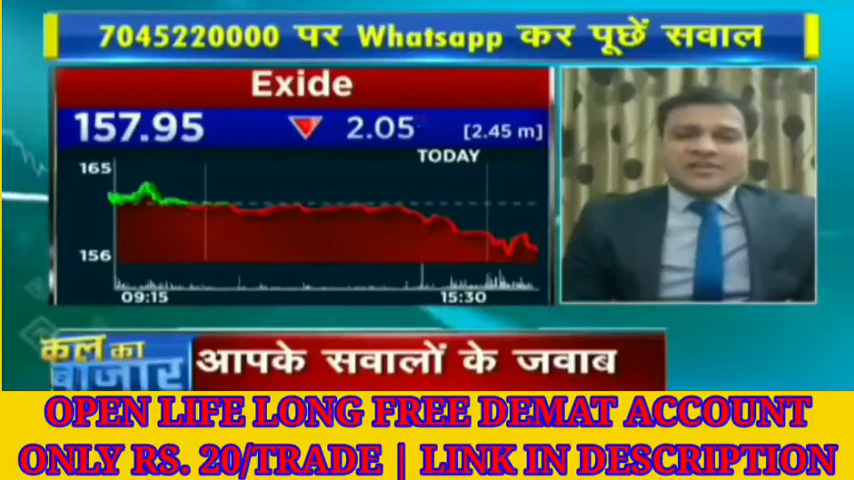 7045220000 पर Whatsapp कर पूछें सवाल
Exide
157.95 ▼ 2.05 [2.45 m]
TODAY
165
156
09:15 15:30
कल का
बाज़ार
आपके सवालों के जवाब
OPEN LIFE LONG FREE DEMAT ACCOUNT
ONLY RS. 20/TRADE | LINK IN DESCRIPTION